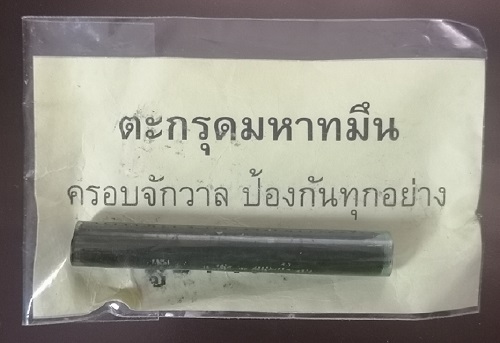 ตะกรุดมหาทมึน
ครอบจักวาล ป้องกันทุกอย่าง